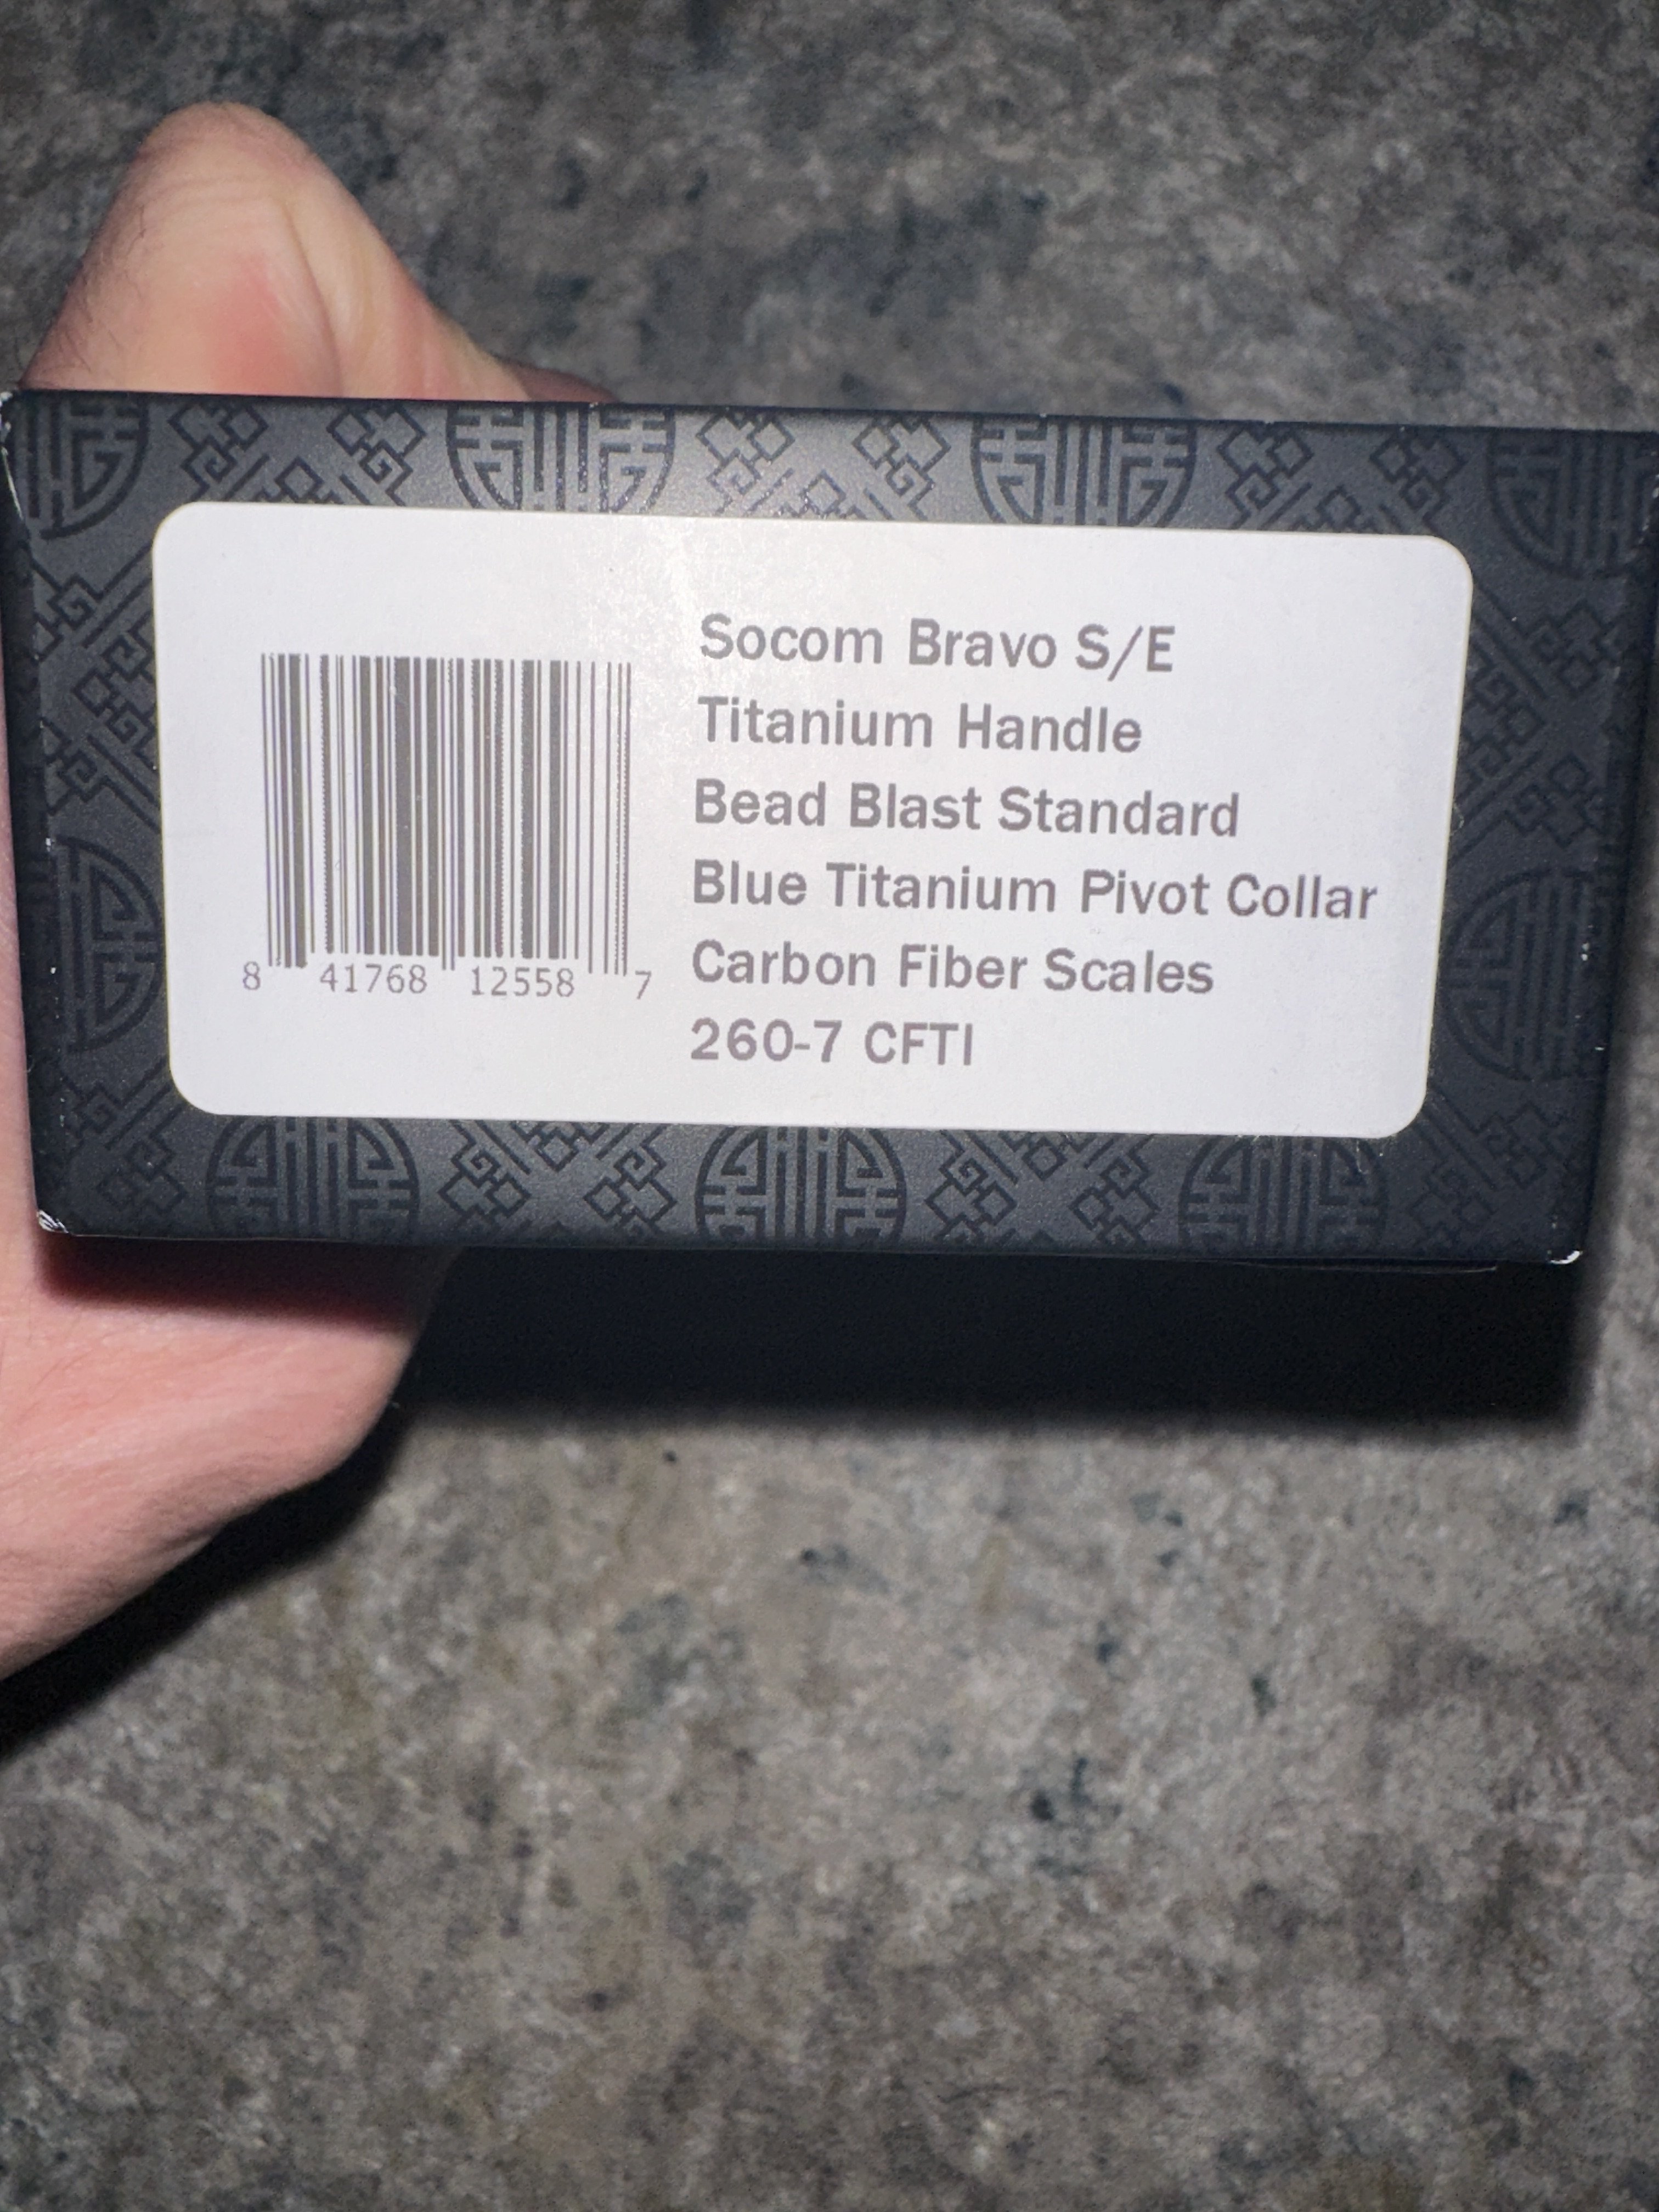 Socom Bravo S/E
Titanium Handle
Bead Blast Standard
Blue Titanium Pivot Collar
Carbon Fiber Scales
260-7 CFTI
8 41768 12558 7